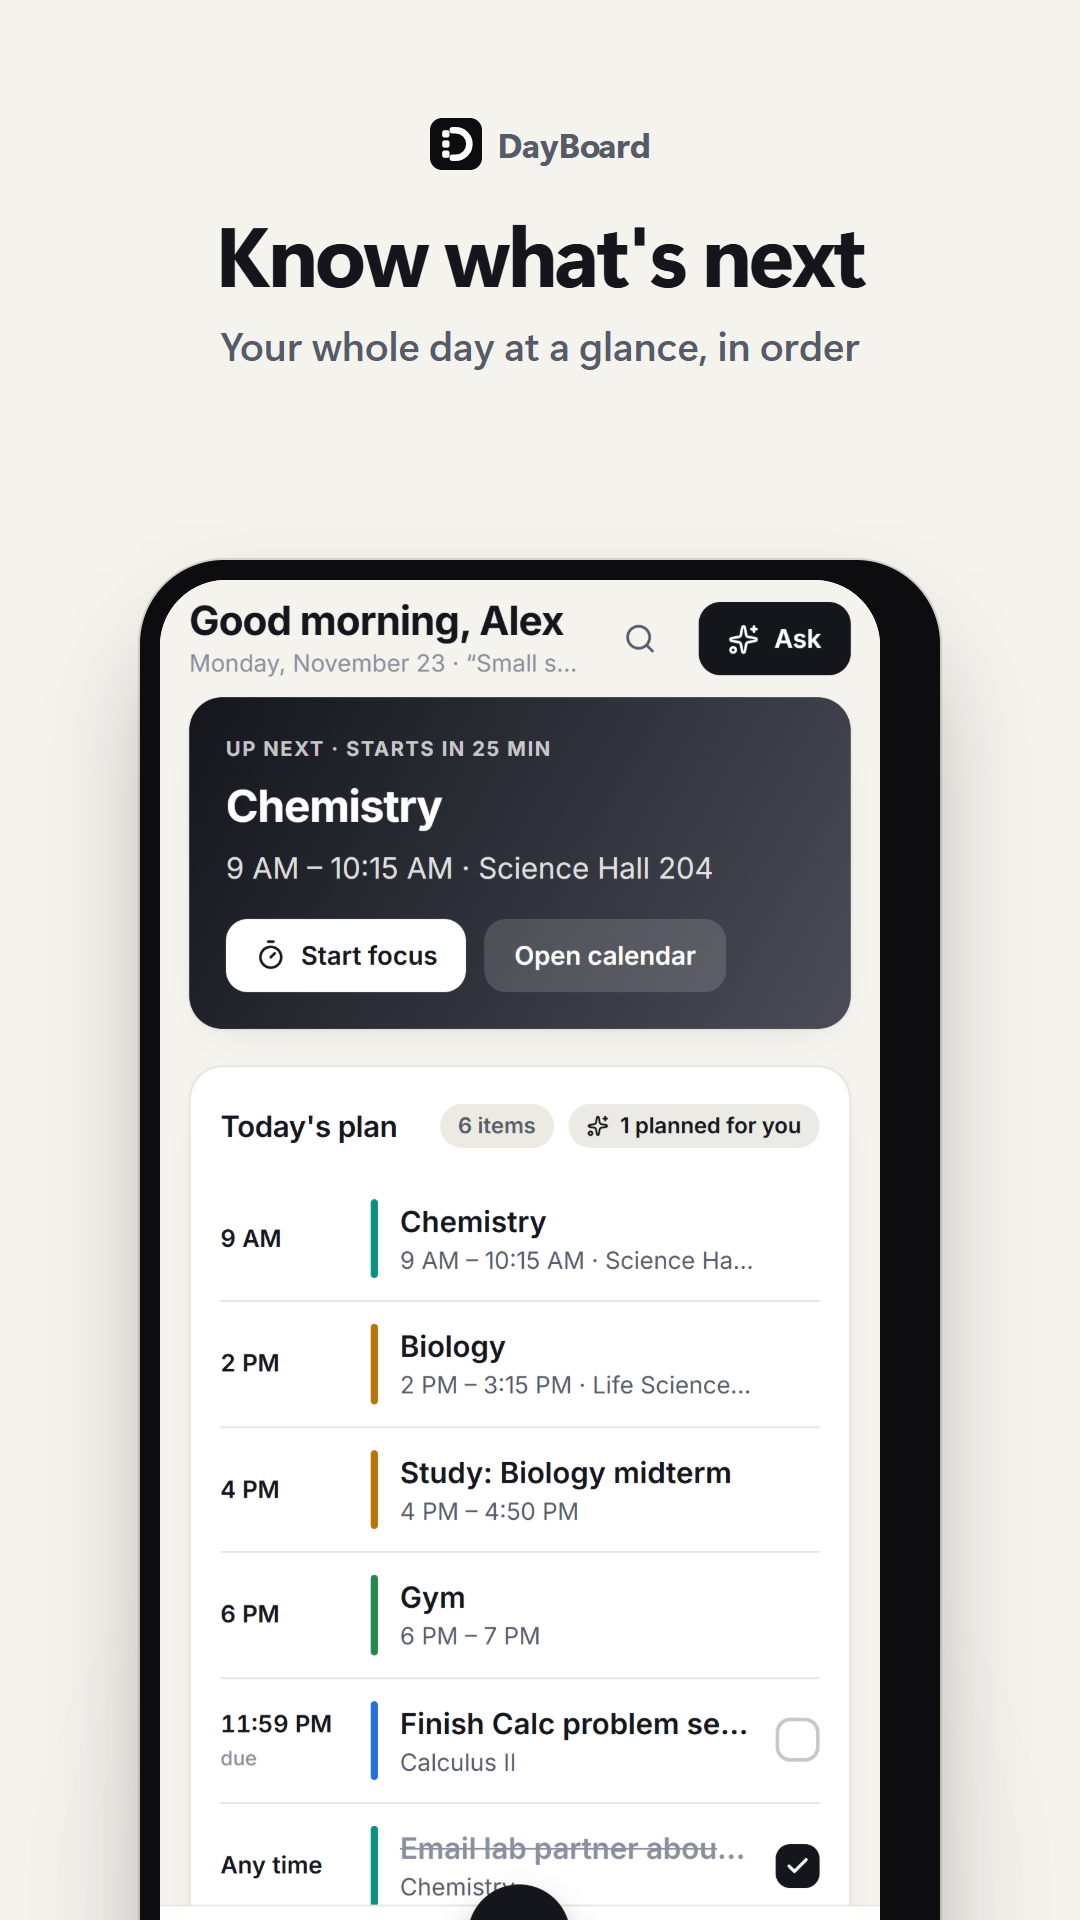 DayBoard
Know what's next
Your whole day at a glance, in order
Good morning, Alex
Monday, November 23 · “Small s...
Ask
UP NEXT · STARTS IN 25 MIN
Chemistry
9 AM – 10:15 AM · Science Hall 204
Start focus
Open calendar
Today's plan
6 items
1 planned for you
9 AM
Chemistry
9 AM – 10:15 AM · Science Ha...
2 PM
Biology
2 PM – 3:15 PM · Life Science...
4 PM
Study: Biology midterm
4 PM – 4:50 PM
6 PM
Gym
6 PM – 7 PM
11:59 PM
due
Finish Calc problem se...
Calculus II
Any time
Email lab partner abou...
Chemistry